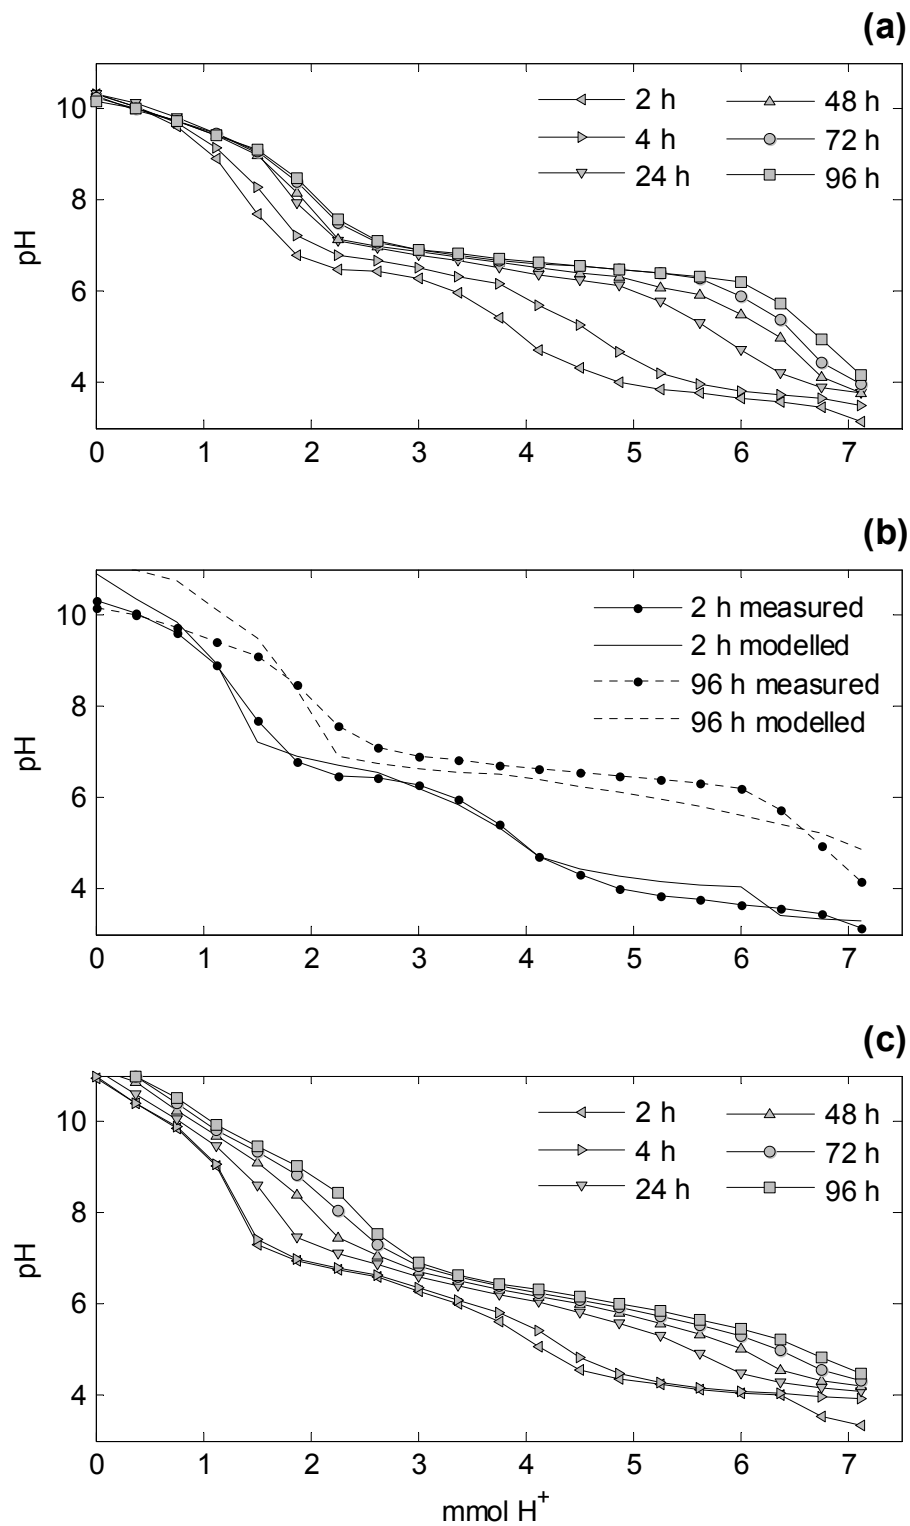 (a)
pH
10
8
6
4
2 h
4 h
24 h
48 h
72 h
96 h
0 1 2 3 4 5 6 7
(b)
pH
10
8
6
4
2 h measured
2 h modelled
96 h measured
96 h modelled
0 1 2 3 4 5 6 7
(c)
pH
10
8
6
4
2 h
4 h
24 h
48 h
72 h
96 h
0 1 2 3 4 5 6 7
mmol H⁺